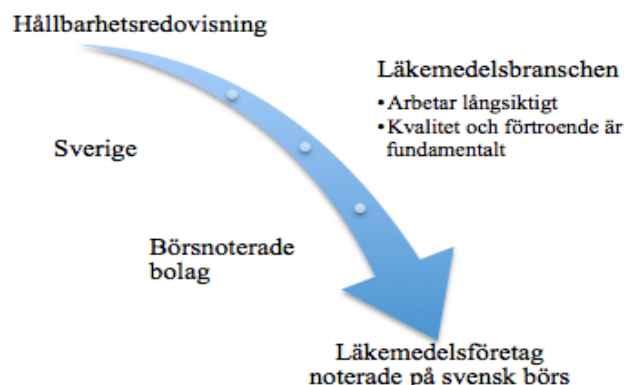 Hållbarhetsredovisning
Läkemedelsbranschen
• Arbetar långsiktigt
• Kvalitet och förtroende är
fundamentalt
Sverige
Börsnoterade
bolag
Läkemedelsföretag
noterade på svensk börs